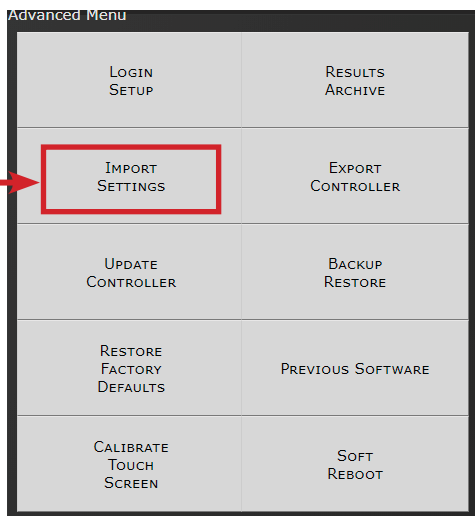 Advanced Menu
LOGIN
SETUP
RESULTS
ARCHIVE
IMPORT
SETTINGS
EXPORT
CONTROLLER
UPDATE
CONTROLLER
BACKUP
RESTORE
RESTORE
FACTORY
DEFAULTS
PREVIOUS SOFTWARE
CALIBRATE
TOUCH
SCREEN
SOFT
REBOOT